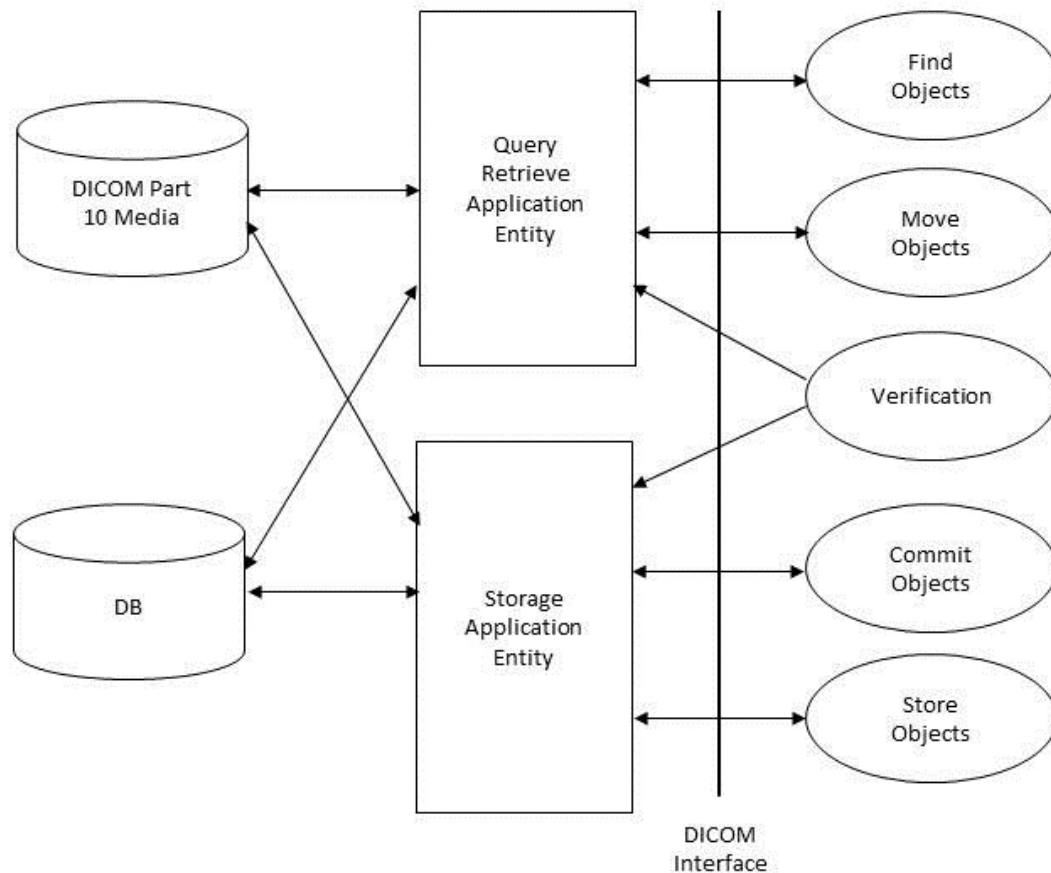 DICOM Part
10 Media
DB
Query
Retrieve
Application
Entity
Storage
Application
Entity
Find
Objects
Move
Objects
Verification
Commit
Objects
Store
Objects
DICOM
Interface